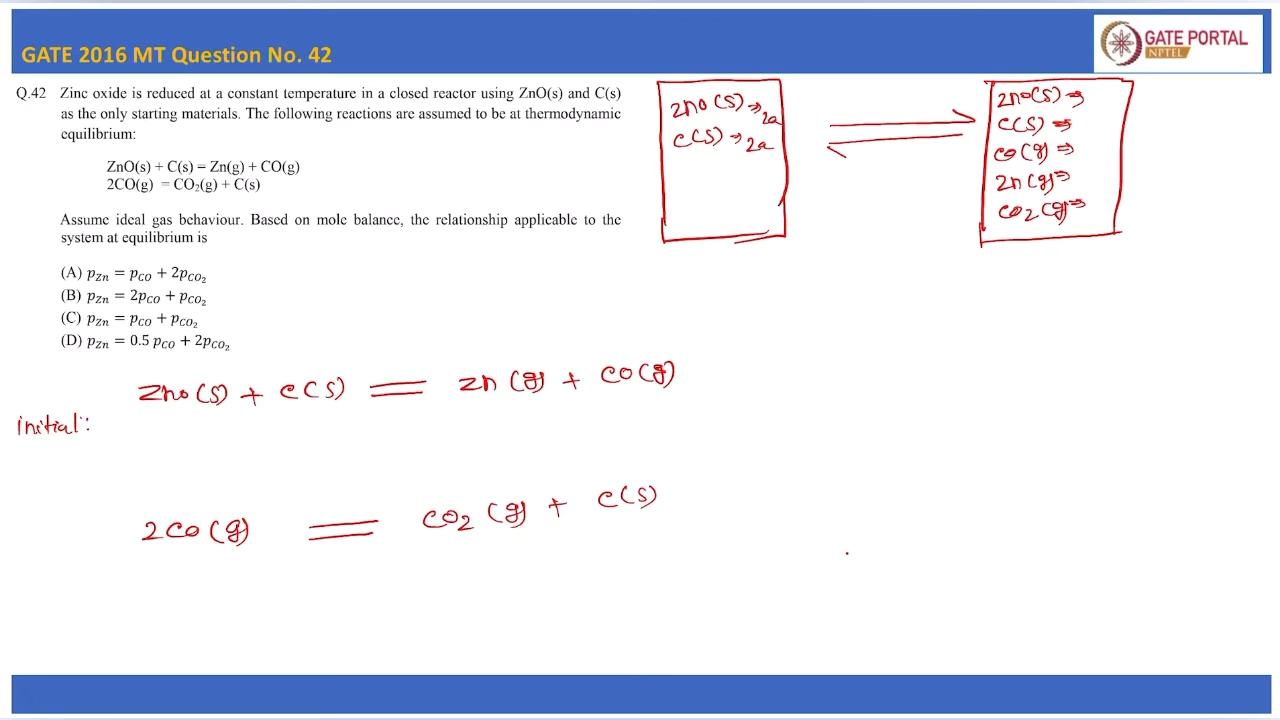 GATE 2016 MT Question No. 42
GATE PORTAL
NPTEL
Q.42 Zinc oxide is reduced at a constant temperature in a closed reactor using ZnO(s) and C(s)
as the only starting materials. The following reactions are assumed to be at thermodynamic
equilibrium:
ZnO(s) + C(s) = Zn(g) + CO(g)
2CO(g) = CO₂(g) + C(s)
Assume ideal gas behaviour. Based on mole balance, the relationship applicable to the
system at equilibrium is
(A) pZn = pCO + 2pCO₂
(B) pZn = 2pCO + pCO₂
(C) pZn = pCO + pCO₂
(D) pZn = 0.5 pCO + 2pCO₂
ZnO(s) → 2a
C(s) → 2a
ZnO(s) ⇒
C(s) ⇒
CO(g) ⇒
Zn(g) ⇒
CO2(g) ⇒
ZnO(s) + C(s) = Zn(g) + CO(g)
Initial:
2CO(g) = CO2(g) + C(s)